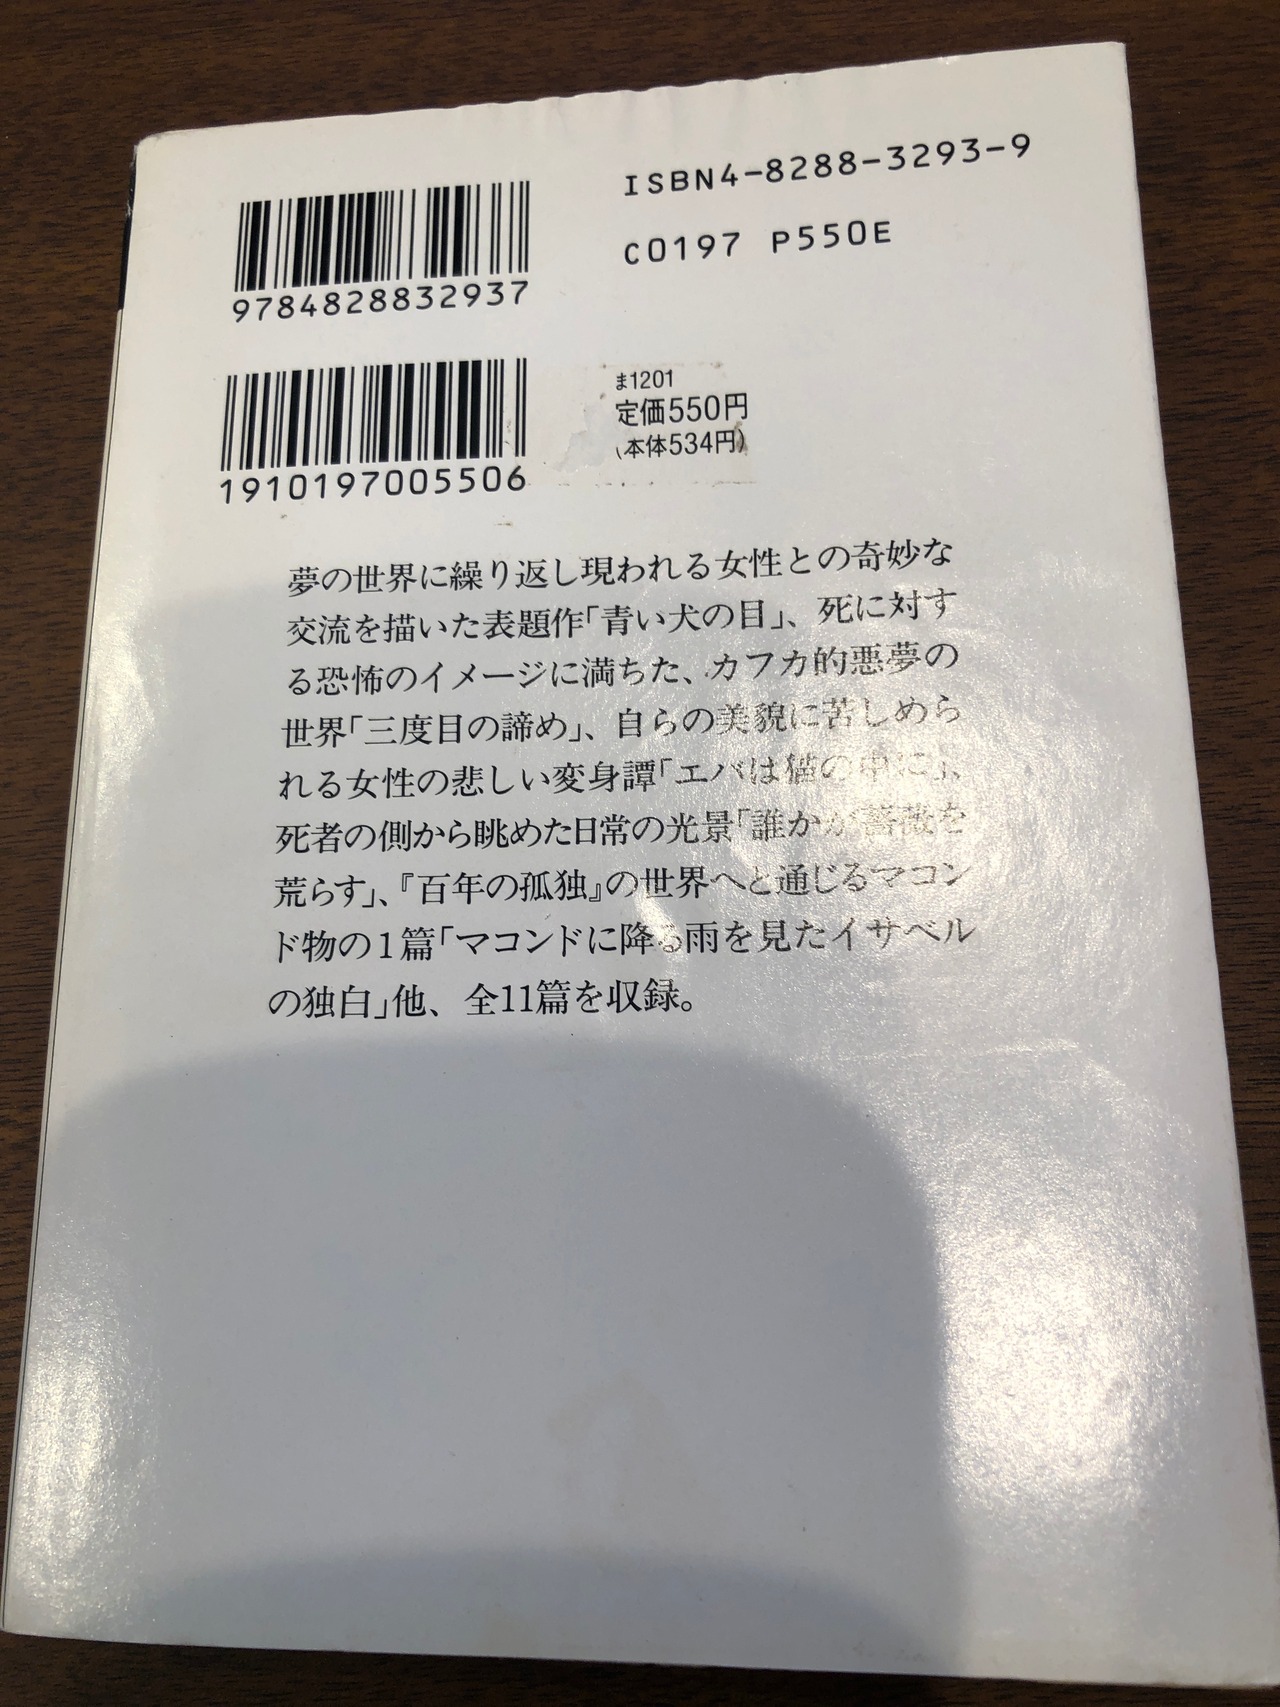 ISBN4-8288-3293-9
C0197 P550E
9784828832937
1910197005506
ま1201
定価550円
(本体534円)
夢の世界に繰り返し現われる女性との奇妙な
交流を描いた表題作「青い犬の目」、死に対す
る恐怖のイメージに満ちた、カフカ的悪夢の
世界「三度目の諦め」、自らの美貌に苦しめら
れる女性の悲しい変身譚「エバは猫の中に」、
死者の側から眺めた日常の光景「誰かが薔薇を
荒らす」、『百年の孤独』の世界へと通じるマコン
ド物の1篇「マコンドに降る雨を見たイサベル
の独白」他、全11篇を収録。